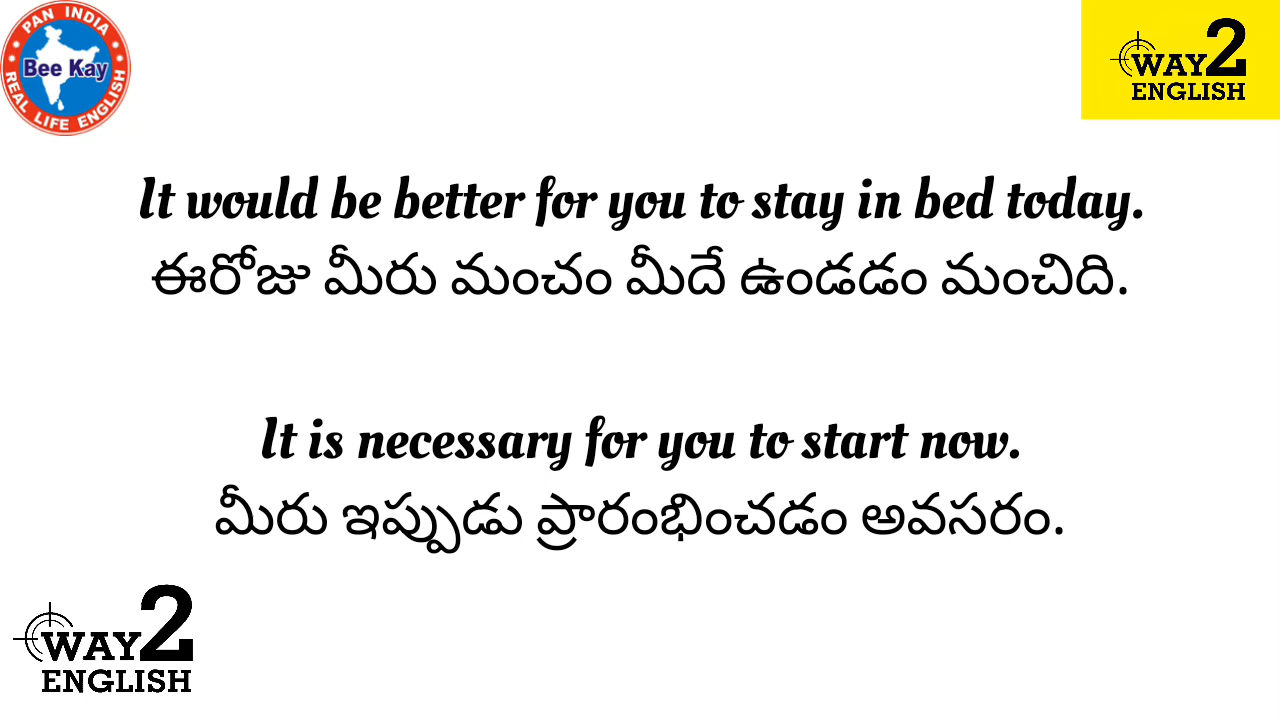 PAN INDIA
Bee Kay
REAL LIFE ENGLISH
WAY2
ENGLISH
It would be better for you to stay in bed today.
ఈరోజు మీరు మంచం మీదే ఉండడం మంచిది.
It is necessary for you to start now.
మీరు ఇప్పుడు ప్రారంభించడం అవసరం.
WAY2
ENGLISH